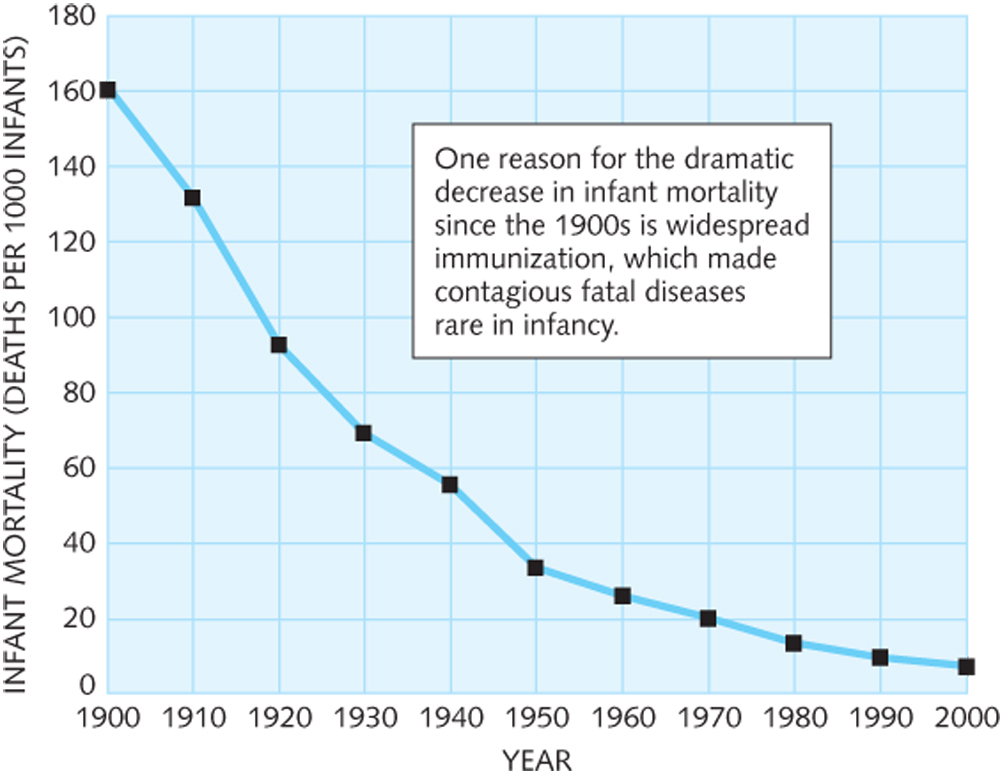 180
160
140
120
100
80
60
40
20
0
INFANT MORTALITY (DEATHS PER 1000 INFANTS)
One reason for the dramatic
decrease in infant mortality
since the 1900s is widespread
immunization, which made
contagious fatal diseases
rare in infancy.
1900 1910 1920 1930 1940 1950 1960 1970 1980 1990 2000
YEAR